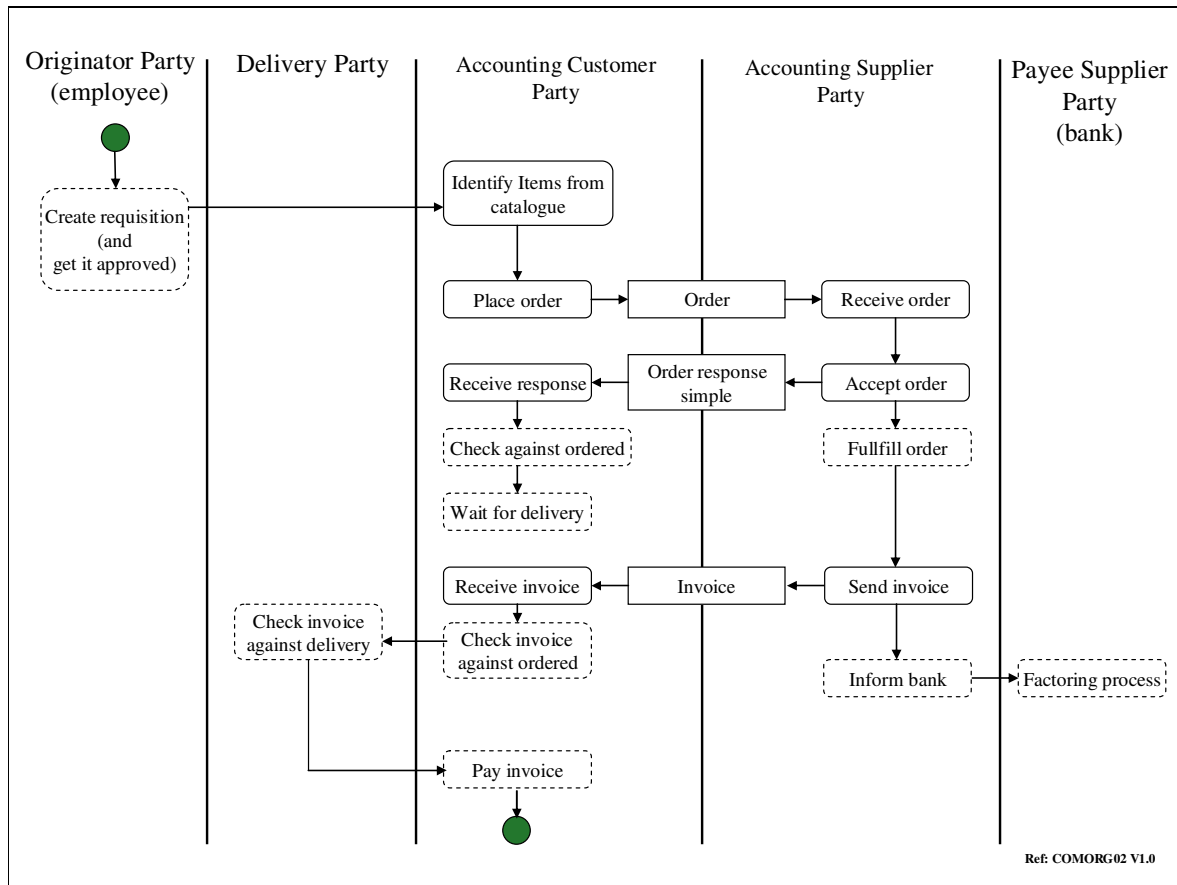 Originator Party
(employee)
Delivery Party
Accounting Customer
Party
Accounting Supplier
Party
Payee Supplier
Party
(bank)
Identify Items from
catalogue
Create requisition
(and
get it approved)
Place order
Order
Receive order
Receive response
Order response
simple
Accept order
Check against ordered
Fullfill order
Wait for delivery
Receive invoice
Invoice
Send invoice
Check invoice
against delivery
Check invoice
against ordered
Inform bank
Factoring process
Pay invoice
Ref: COMORG02 V1.0